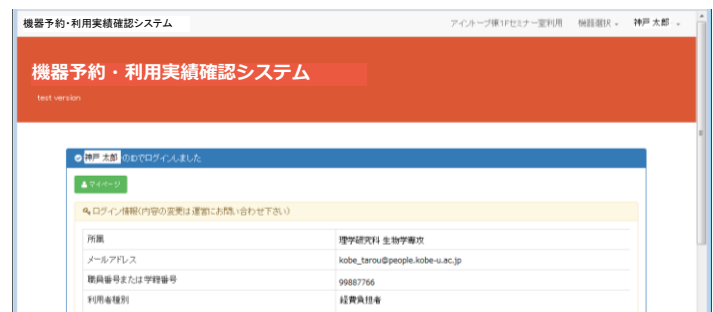 機器予約・利用実績確認システム
アイソトープ棟1Fセミナー室利用 機器選択 神戸 太郎
機器予約・利用実績確認システム
test version
神戸 太郎 のIDでログインしました
マイページ
ログイン情報(内容の変更は運営にお問い合わせ下さい)
所属 理学研究科 生物学専攻
メールアドレス kobe_tarou@people.kobe-u.ac.jp
職員番号または学籍番号 99887766
利用者種別 経費負担者